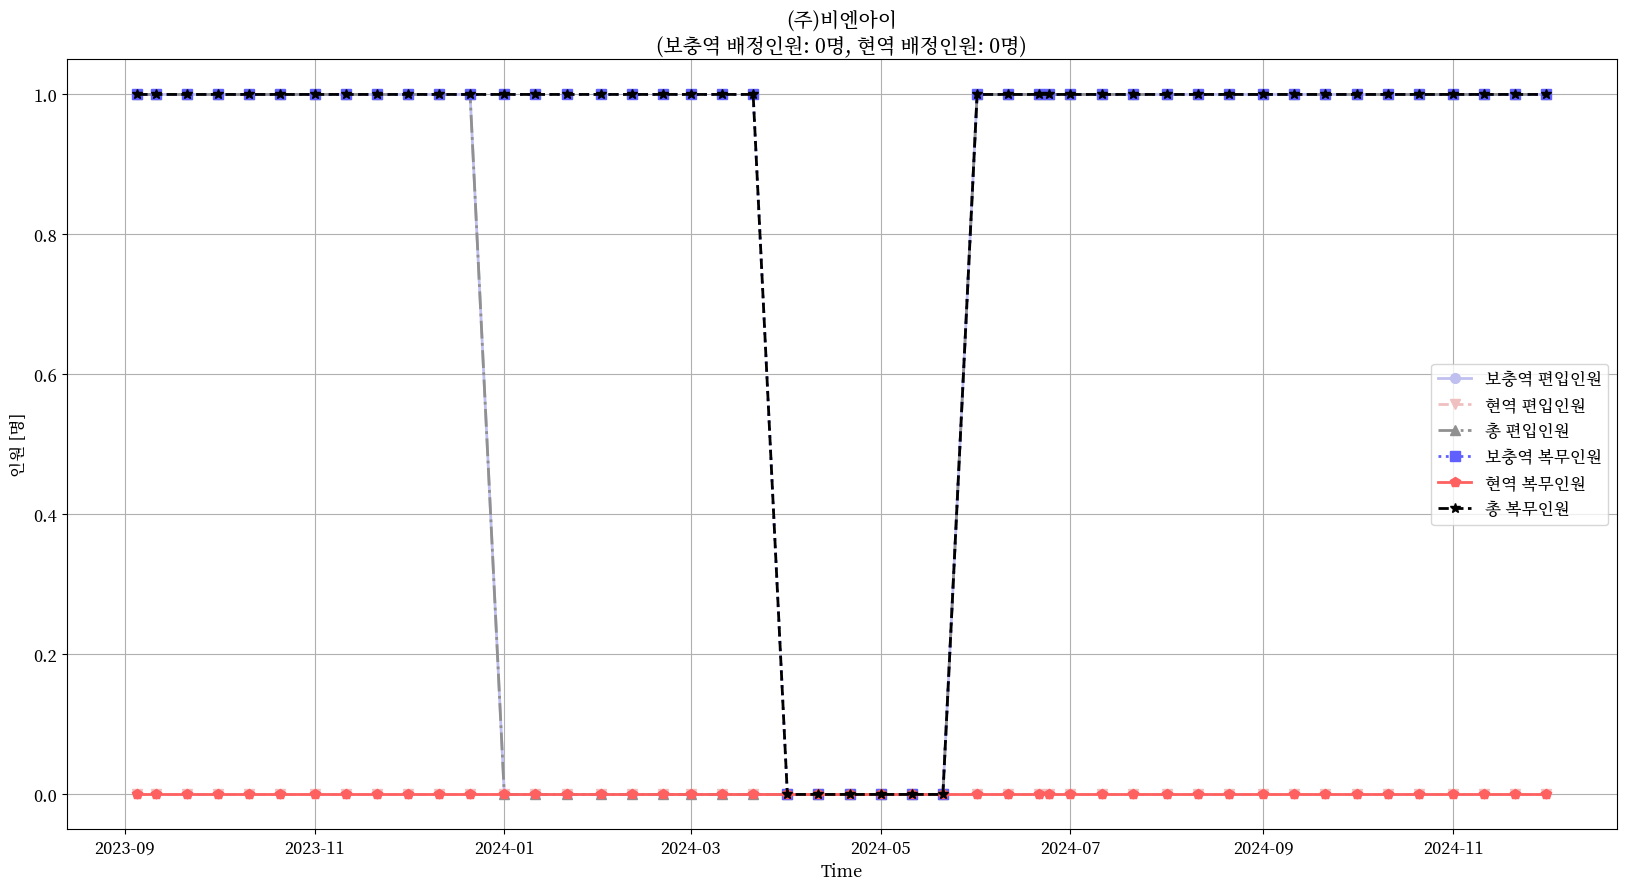 (주)비엔아이
(보충역 배정인원: 0명, 현역 배정인원: 0명)
인원 [명]
1.0
0.8
0.6
0.4
0.2
0.0
보충역 편입인원
현역 편입인원
총 편입인원
보충역 복무인원
현역 복무인원
총 복무인원
2023-09
2023-11
2024-01
2024-03
2024-05
2024-07
2024-09
2024-11
Time